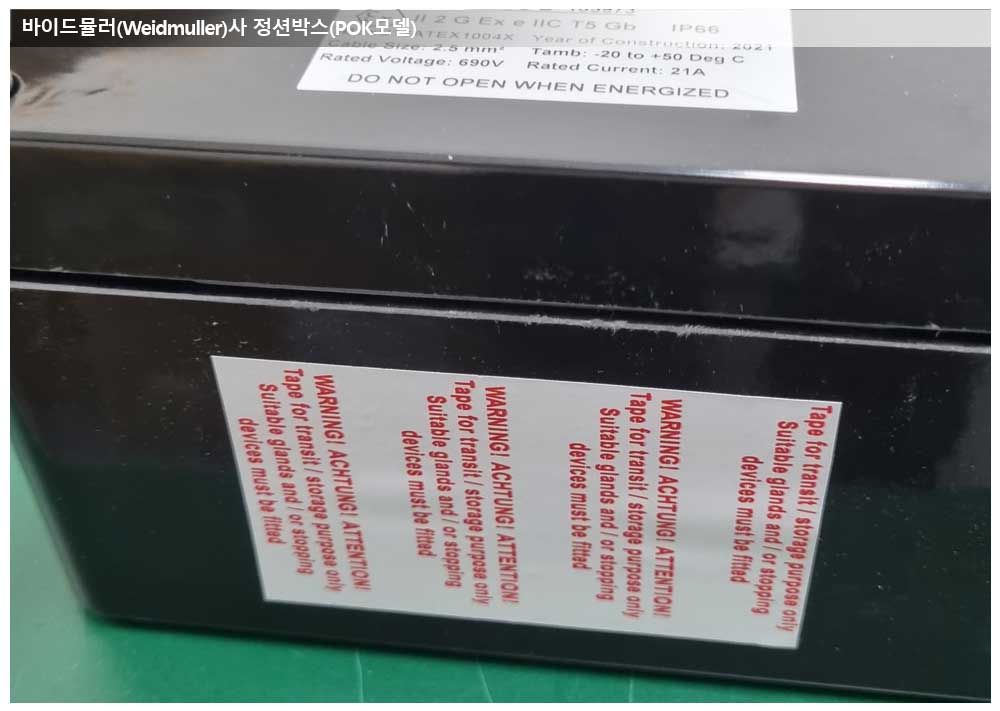 바이드뮬러(Weidmuller)사 정션박스(POK모델)
II 2 G Ex e IIC T5 Gb IP66
ATEX1004X Year of Construction: 2021
Cable Size: 2.5 mm² Tamb: -20 to +50 Deg C
Rated Voltage: 690V Rated Current: 21A
DO NOT OPEN WHEN ENERGIZED
Tape for transit / storage purpose only
Suitable glands and / or stopping
devices must be fitted
WARNING! ACHTUNG! ATTENTION!
Tape for transit / storage purpose only
Suitable glands and / or stopping
devices must be fitted
WARNING! ACHTUNG! ATTENTION!
Tape for transit / storage purpose only
Suitable glands and / or stopping
devices must be fitted
WARNING! ACHTUNG! ATTENTION!
Tape for transit / storage purpose only
Suitable glands and / or stopping
devices must be fitted